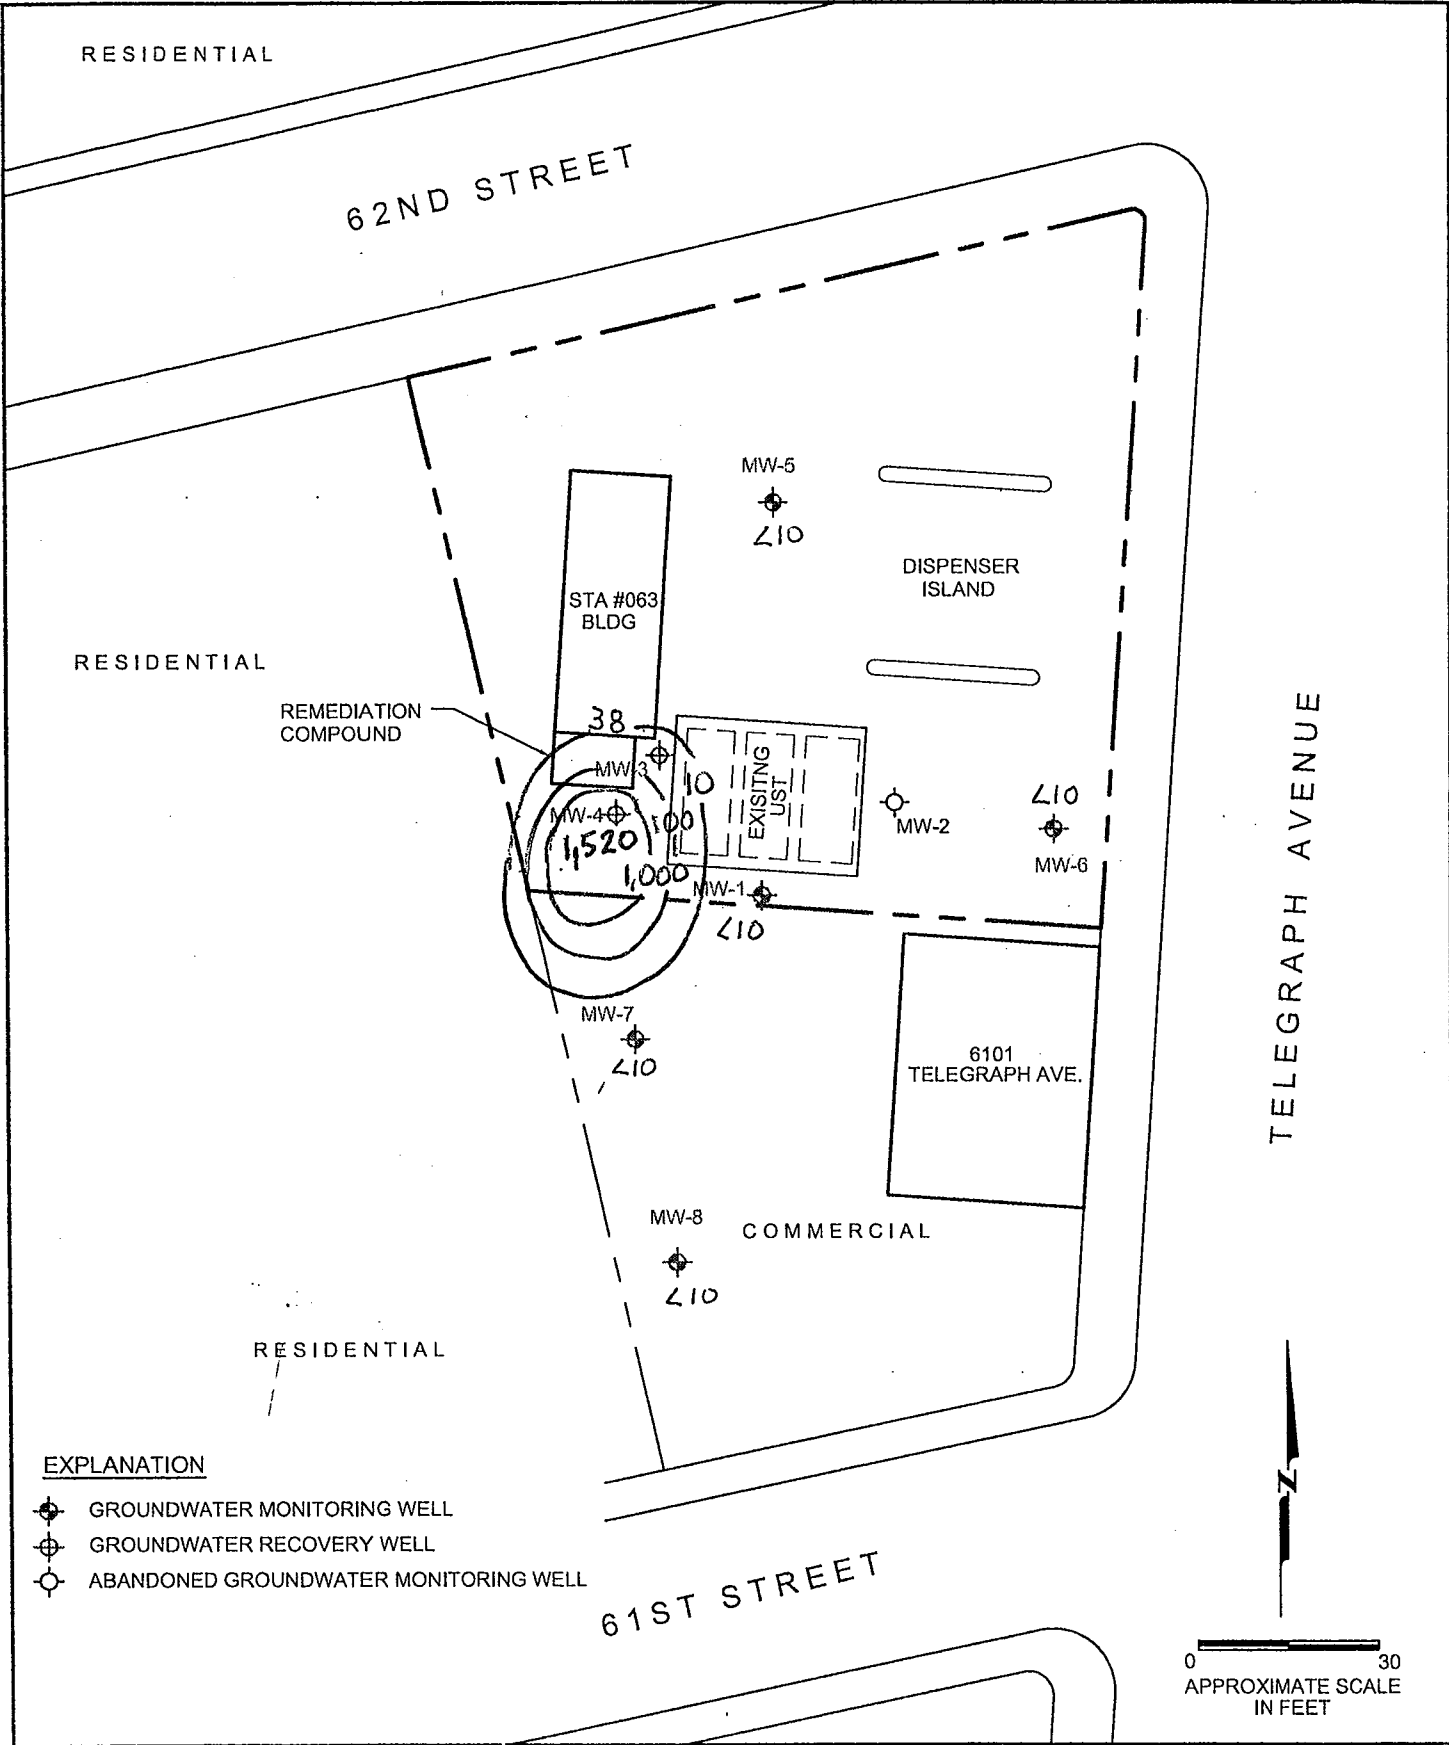 RESIDENTIAL
62ND STREET
MW-5
<10
DISPENSER
ISLAND
STA #063
BLDG
RESIDENTIAL
REMEDIATION
COMPOUND
38
MW-3
10
EXISITNG
UST
MW-4
100
1,520
1,000
MW-2
<10
MW-6
MW-1
<10
TELEGRAPH AVENUE
MW-7
<10
6101
TELEGRAPH AVE.
MW-8
<10
COMMERCIAL
RESIDENTIAL
EXPLANATION
GROUNDWATER MONITORING WELL
GROUNDWATER RECOVERY WELL
ABANDONED GROUNDWATER MONITORING WELL
61ST STREET
N
0 30
APPROXIMATE SCALE
IN FEET